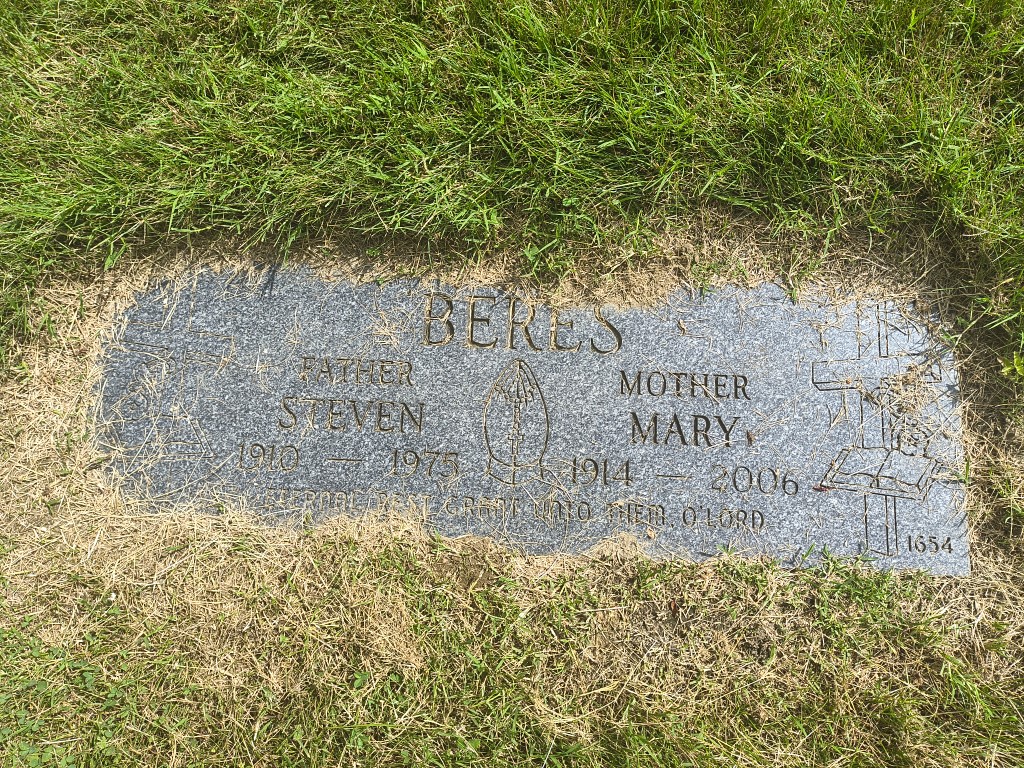 BERES
FATHER MOTHER
STEVEN MARY
1910 — 1975 1914 — 2006
ETERNAL REST GRANT UNTO THEM, O'LORD
1654